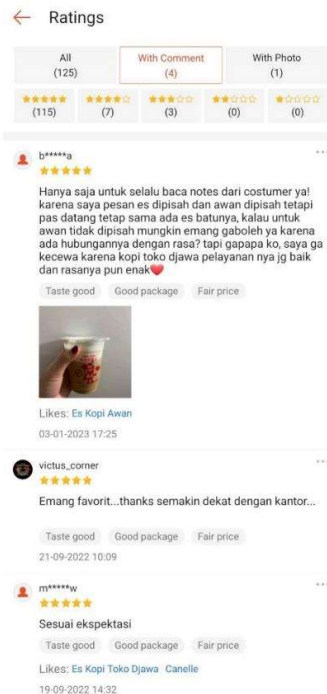 Ratings
All
(125)
With Comment
(4)
With Photo
(1)
(115)
(7)
(3)
(0)
(0)
b*****a
Hanya saja untuk selalu baca notes dari costumer ya!
karena saya pesan es dipisah dan awan dipisah tetapi
pas datang tetap sama ada es batunya, kalau untuk
awan tidak dipisah mungkin emang gaboleh ya karena
ada hubungannya dengan rasa? tapi gapapa ko, saya ga
kecewa karena kopi toko djawa pelayanan nya jg baik
dan rasanya pun enak❤
Taste good Good package Fair price
Likes: Es Kopi Awan
03-01-2023 17:25
victus_corner
Emang favorit...thanks semakin dekat dengan kantor...
Taste good Good package Fair price
21-09-2022 10:09
m*****w
Sesuai ekspektasi
Taste good Good package Fair price
Likes: Es Kopi Toko Djawa Canelle
19-09-2022 14:32